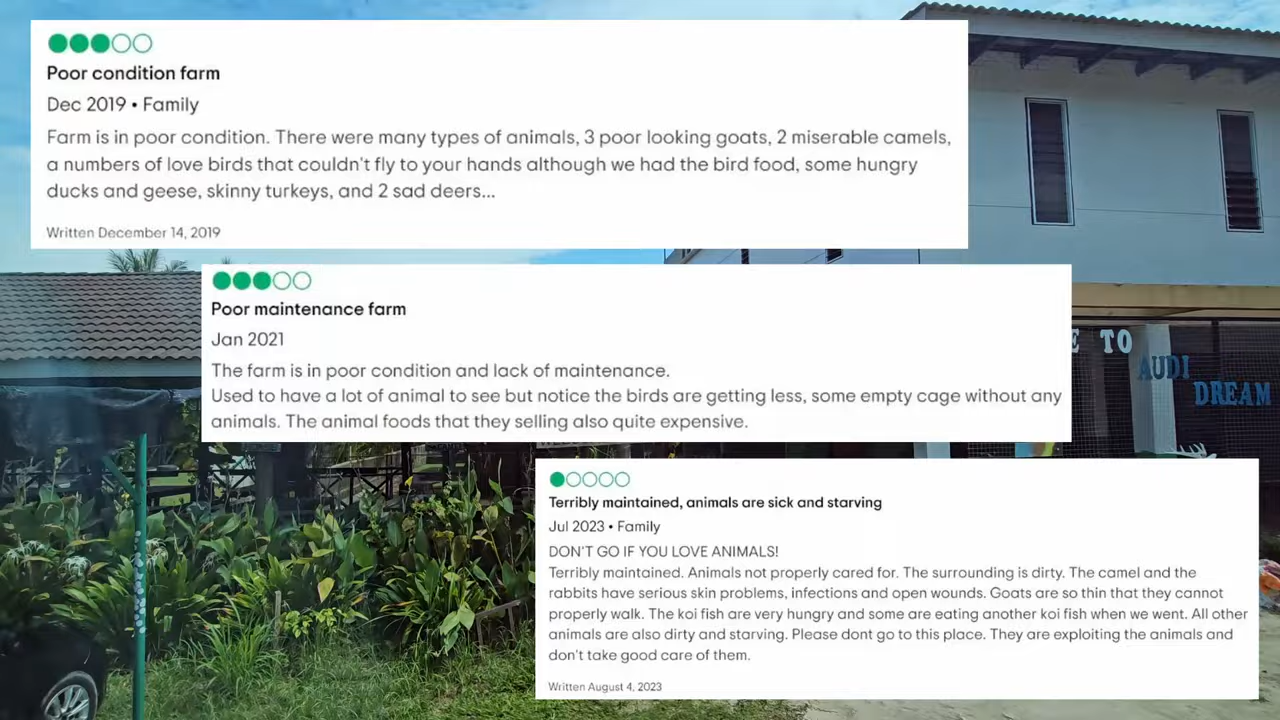 Poor condition farm
Dec 2019 • Family
Farm is in poor condition. There were many types of animals, 3 poor looking goats, 2 miserable camels,
a numbers of love birds that couldn't fly to your hands although we had the bird food, some hungry
ducks and geese, skinny turkeys, and 2 sad deers...
Written December 14, 2019
Poor maintenance farm
Jan 2021
The farm is in poor condition and lack of maintenance.
Used to have a lot of animal to see but notice the birds are getting less, some empty cage without any
animals. The animal foods that they selling also quite expensive.
E TO
AUDI
DREAM
Terribly maintained, animals are sick and starving
Jul 2023 • Family
DON'T GO IF YOU LOVE ANIMALS!
Terribly maintained. Animals not properly cared for. The surrounding is dirty. The camel and the
rabbits have serious skin problems, infections and open wounds. Goats are so thin that they cannot
properly walk. The koi fish are very hungry and some are eating another koi fish when we went. All other
animals are also dirty and starving. Please dont go to this place. They are exploiting the animals and
don't take good care of them.
Written August 4, 2023